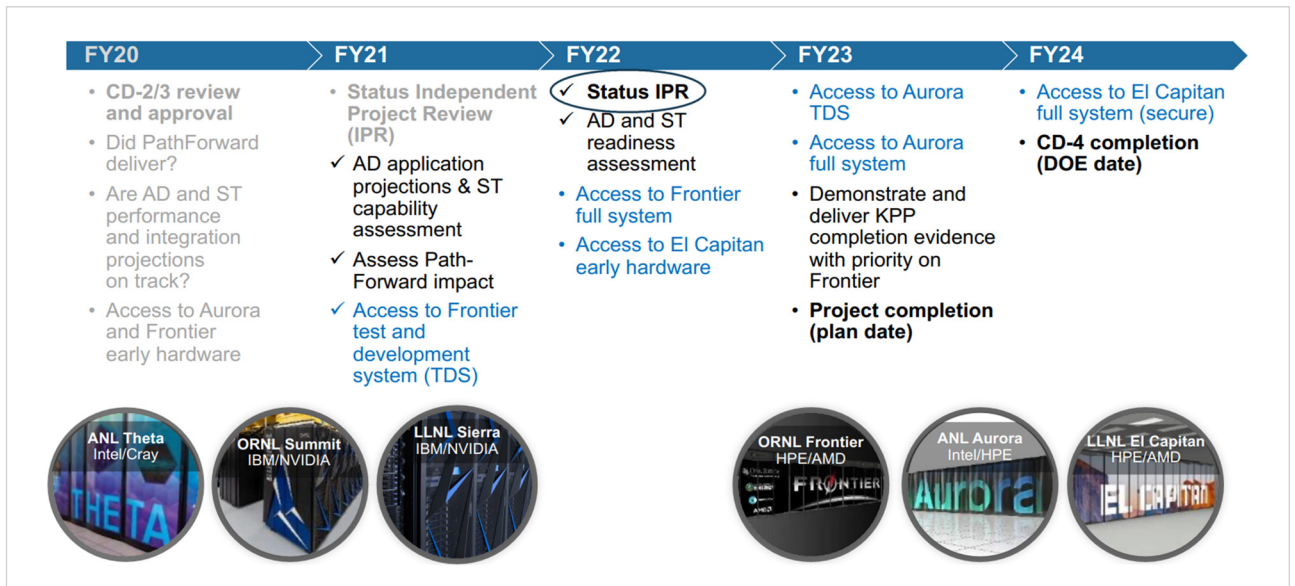 FY20
FY21
FY22
FY23
FY24
• CD-2/3 review
and approval
• Did PathForward
deliver?
• Are AD and ST
performance
and integration
projections
on track?
• Access to Aurora
and Frontier
early hardware
• Status Independent
Project Review
(IPR)
✓ AD application
projections & ST
capability
assessment
✓ Assess Path-
Forward impact
✓ Access to Frontier
test and
development
system (TDS)
✓ Status IPR
✓ AD and ST
readiness
assessment
• Access to Frontier
full system
• Access to El Capitan
early hardware
• Access to Aurora
TDS
• Access to Aurora
full system
• Demonstrate and
deliver KPP
completion evidence
with priority on
Frontier
• Project completion
(plan date)
• Access to El Capitan
full system (secure)
• CD-4 completion
(DOE date)
ANL Theta
Intel/Cray
THETA
ORNL Summit
IBM/NVIDIA
LLNL Sierra
IBM/NVIDIA
ORNL Frontier
HPE/AMD
FRONTIER
AMD
ANL Aurora
Intel/HPE
Aurora
LLNL El Capitan
HPE/AMD
EL CAPITAN